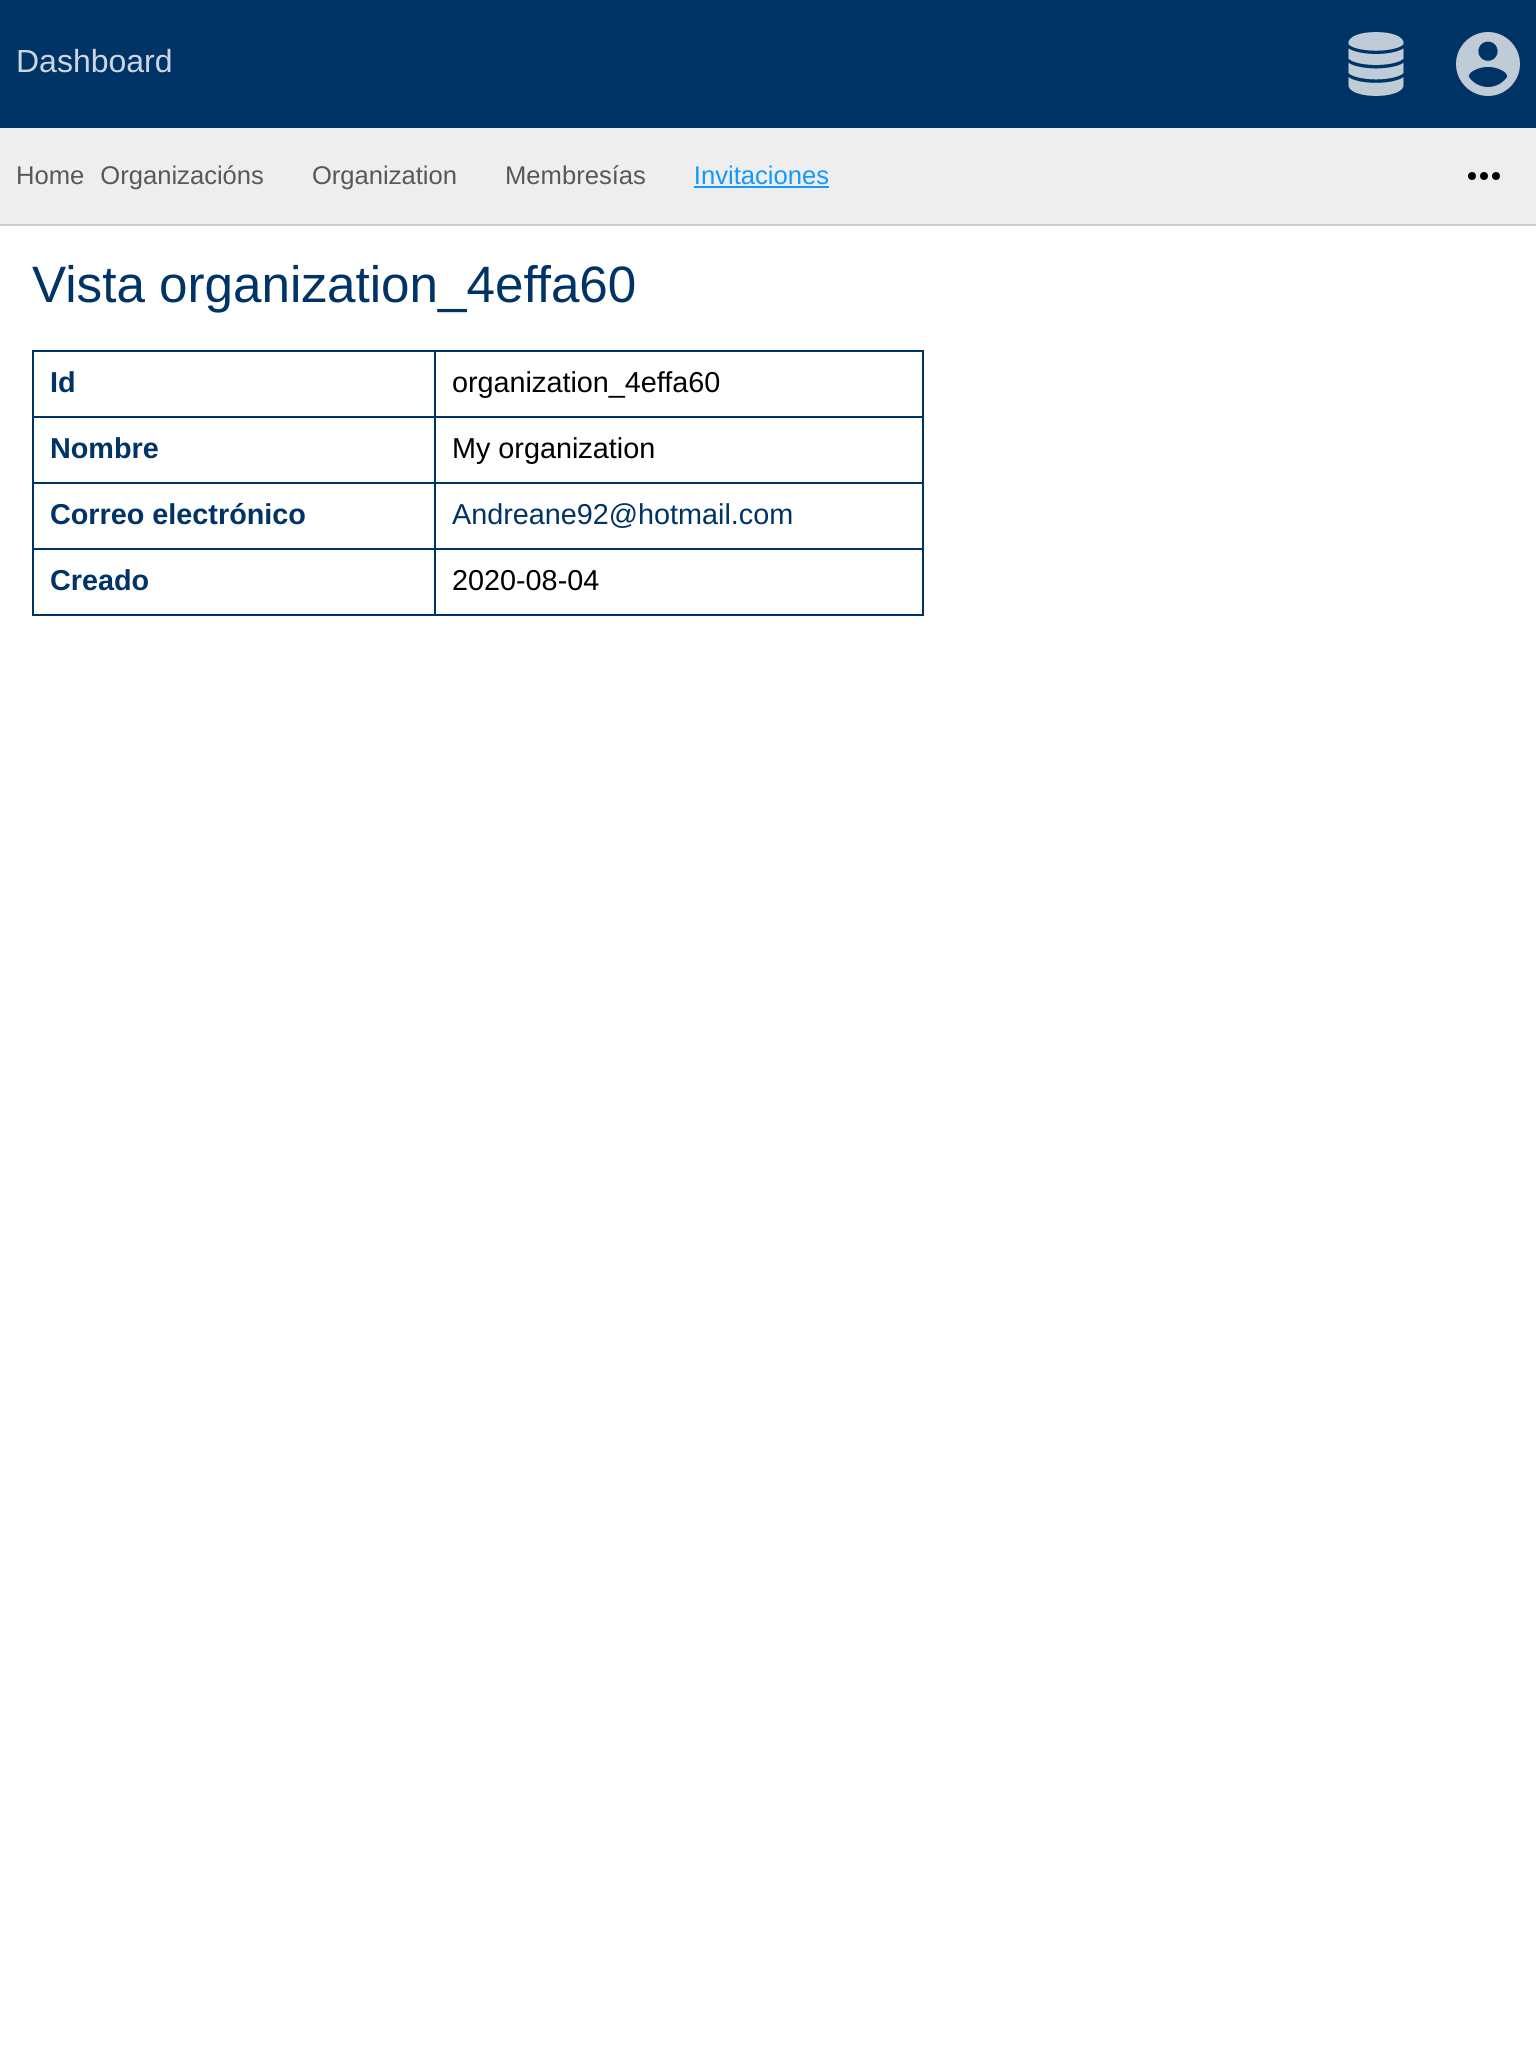 Dashboard
Home Organizacións Organization Membresías Invitaciones
Vista organization_4effa60
Id organization_4effa60
Nombre My organization
Correo electrónico Andreane92@hotmail.com
Creado 2020-08-04